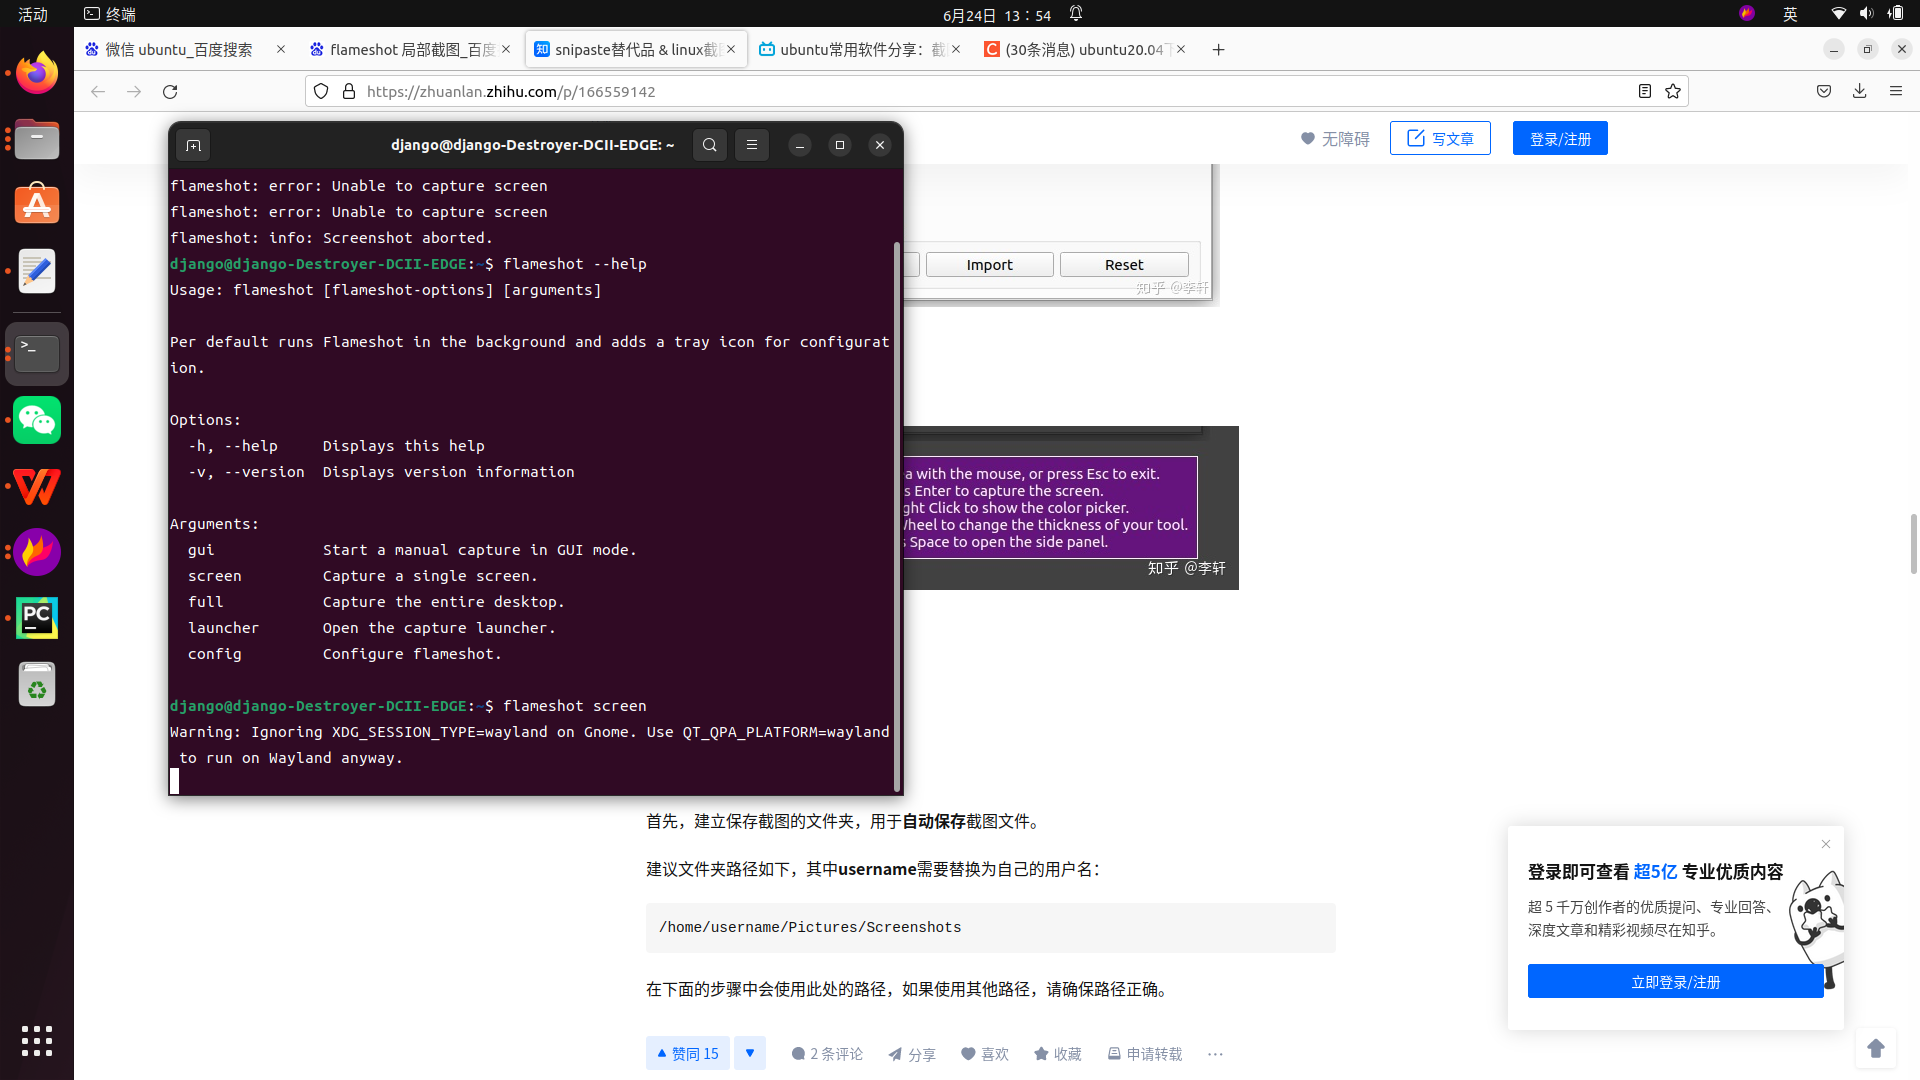 活动
终端
6月24日 13：54
英
微信 ubuntu_百度搜索
flameshot 局部截图_百度
snipaste替代品 & linux截
ubuntu常用软件分享：截
(30条消息) ubuntu20.04下
https://zhuanlan.zhihu.com/p/166559142
django@django-Destroyer-DCII-EDGE: ~
无障碍
写文章
登录/注册
flameshot: error: Unable to capture screen
flameshot: error: Unable to capture screen
flameshot: info: Screenshot aborted.
django@django-Destroyer-DCII-EDGE:~$ flameshot --help
Usage: flameshot [flameshot-options] [arguments]
Per default runs Flameshot in the background and adds a tray icon for configurat
ion.
Options:
-h, --help     Displays this help
-v, --version  Displays version information
Arguments:
gui            Start a manual capture in GUI mode.
screen         Capture a single screen.
full           Capture the entire desktop.
launcher       Open the capture launcher.
config         Configure flameshot.
django@django-Destroyer-DCII-EDGE:~$ flameshot screen
Warning: Ignoring XDG_SESSION_TYPE=wayland on Gnome. Use QT_QPA_PLATFORM=wayland
to run on Wayland anyway.
Import
Reset
知乎 @李轩
a with the mouse, or press Esc to exit.
s Enter to capture the screen.
ght Click to show the color picker.
Wheel to change the thickness of your tool.
s Space to open the side panel.
知乎 @李轩
首先，建立保存截图的文件夹，用于自动保存截图文件。
建议文件夹路径如下，其中username需要替换为自己的用户名：
/home/username/Pictures/Screenshots
在下面的步骤中会使用此处的路径，如果使用其他路径，请确保路径正确。
赞同 15
2 条评论
分享
喜欢
收藏
申请转载
登录即可查看 超5亿 专业优质内容
超 5 千万创作者的优质提问、专业回答、
深度文章和精彩视频尽在知乎。
立即登录/注册
PC